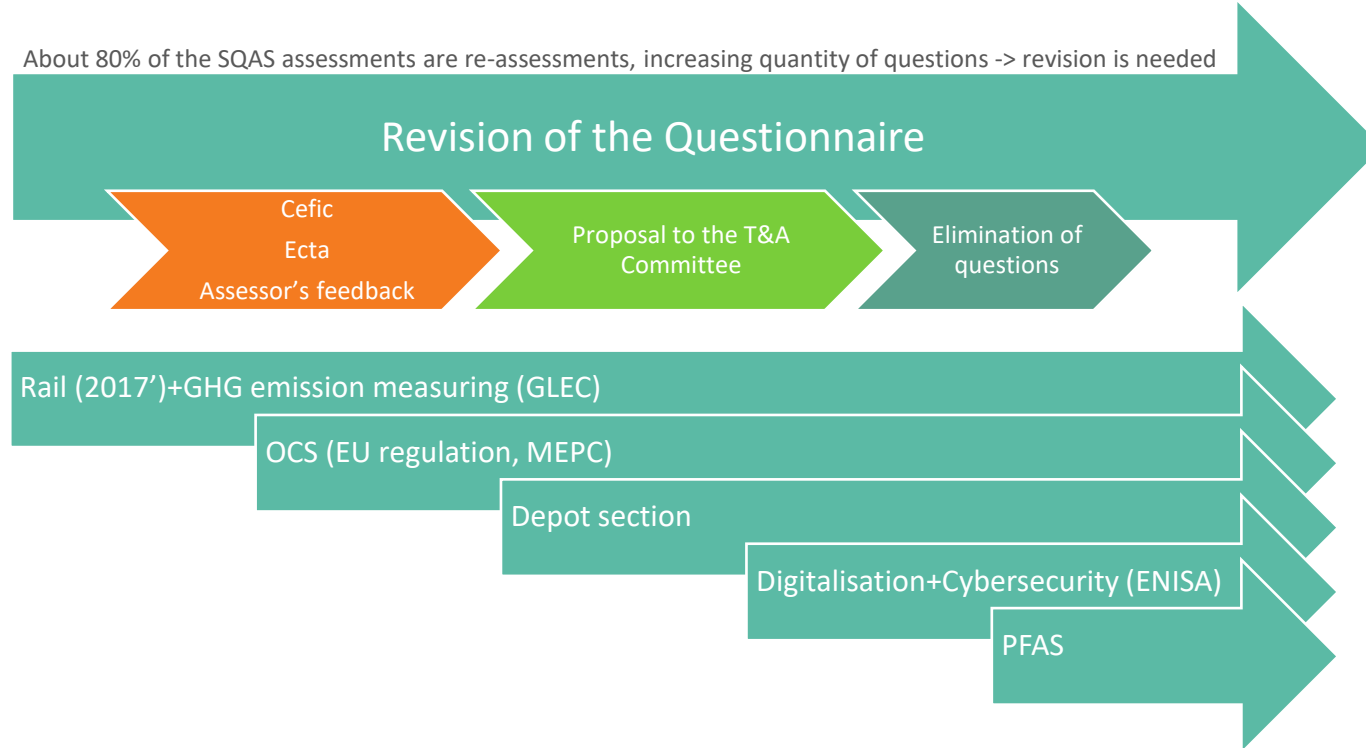 About 80% of the SQAS assessments are re-assessments, increasing quantity of questions -> revision is needed
Revision of the Questionnaire
Cefic
Ecta
Assessor's feedback
Proposal to the T&A
Committee
Elimination of
questions
Rail (2017')+GHG emission measuring (GLEC)
OCS (EU regulation, MEPC)
Depot section
Digitalisation+Cybersecurity (ENISA)
PFAS